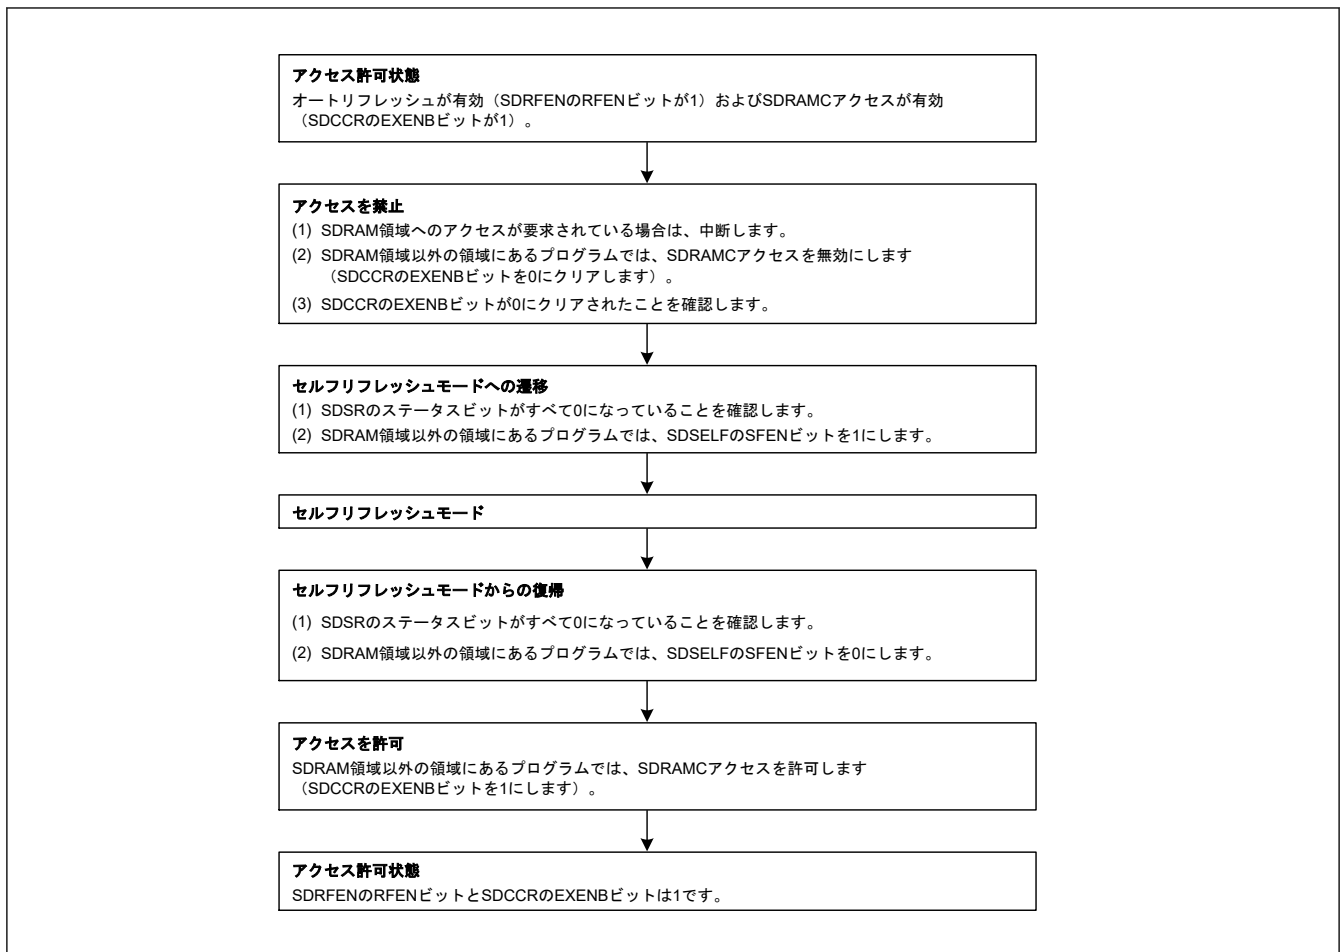 アクセス許可状態
オートリフレッシュが有効（SDRFENのRFENビットが1）およびSDRAMCアクセスが有効
（SDCCRのEXENBビットが1）。
アクセスを禁止
(1) SDRAM領域へのアクセスが要求されている場合は、中断します。
(2) SDRAM領域以外の領域にあるプログラムでは、SDRAMCアクセスを無効にします
（SDCCRのEXENBビットを0にクリアします）。
(3) SDCCRのEXENBビットが0にクリアされたことを確認します。
セルフリフレッシュモードへの遷移
(1) SDSRのステータスビットがすべて0になっていることを確認します。
(2) SDRAM領域以外の領域にあるプログラムでは、SDSELFのSFENビットを1にします。
セルフリフレッシュモード
セルフリフレッシュモードからの復帰
(1) SDSRのステータスビットがすべて0になっていることを確認します。
(2) SDRAM領域以外の領域にあるプログラムでは、SDSELFのSFENビットを0にします。
アクセスを許可
SDRAM領域以外の領域にあるプログラムでは、SDRAMCアクセスを許可します
（SDCCRのEXENBビットを1にします）。
アクセス許可状態
SDRFENのRFENビットとSDCCRのEXENBビットは1です。